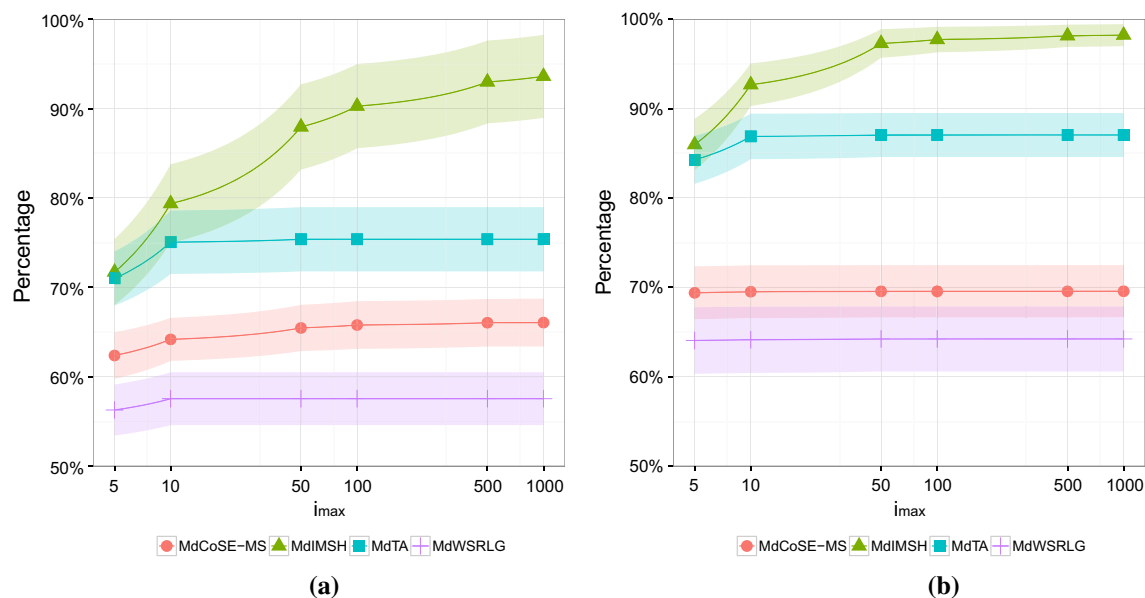 100%
90%
80%
70%
60%
50%
Percentage
5 10 50 100 500 1000
imax
MdCoSE−MS MdIMSH MdTA MdWSRLG
(a)
100%
90%
80%
70%
60%
50%
Percentage
5 10 50 100 500 1000
imax
MdCoSE−MS MdIMSH MdTA MdWSRLG
(b)